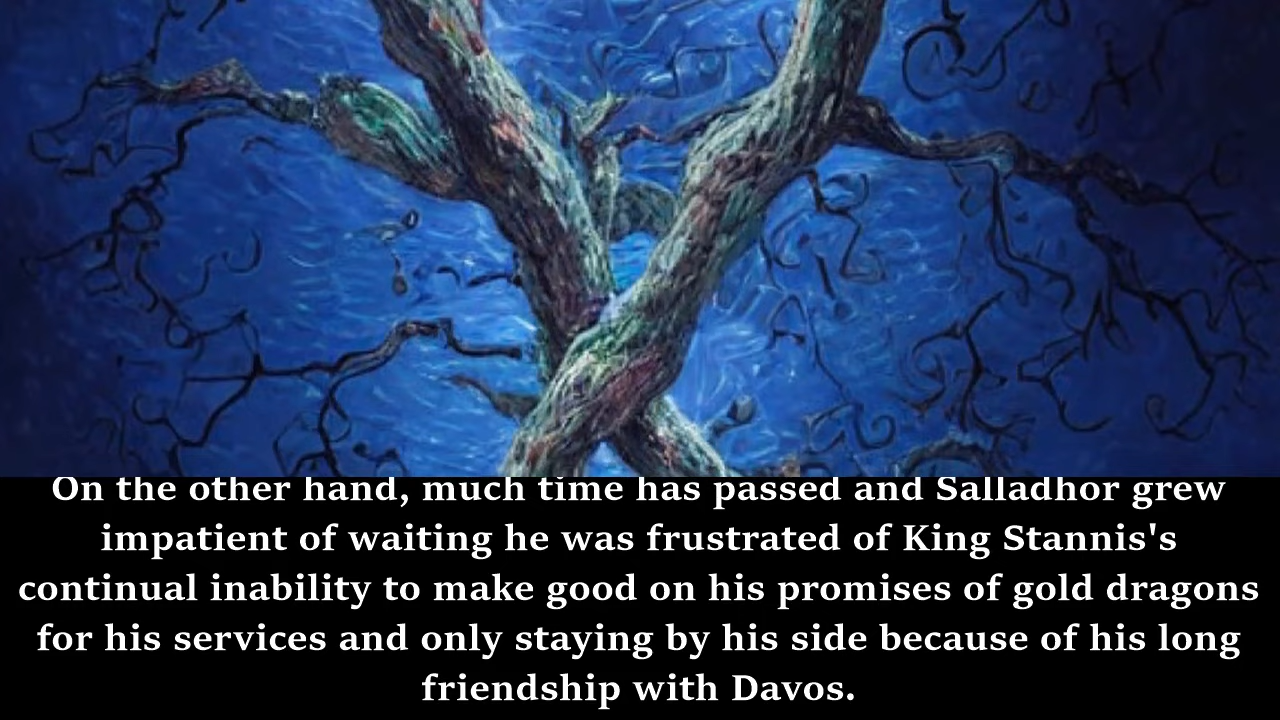 On the other hand, much time has passed and Salladhor grew
impatient of waiting he was frustrated of King Stannis's
continual inability to make good on his promises of gold dragons
for his services and only staying by his side because of his long
friendship with Davos.